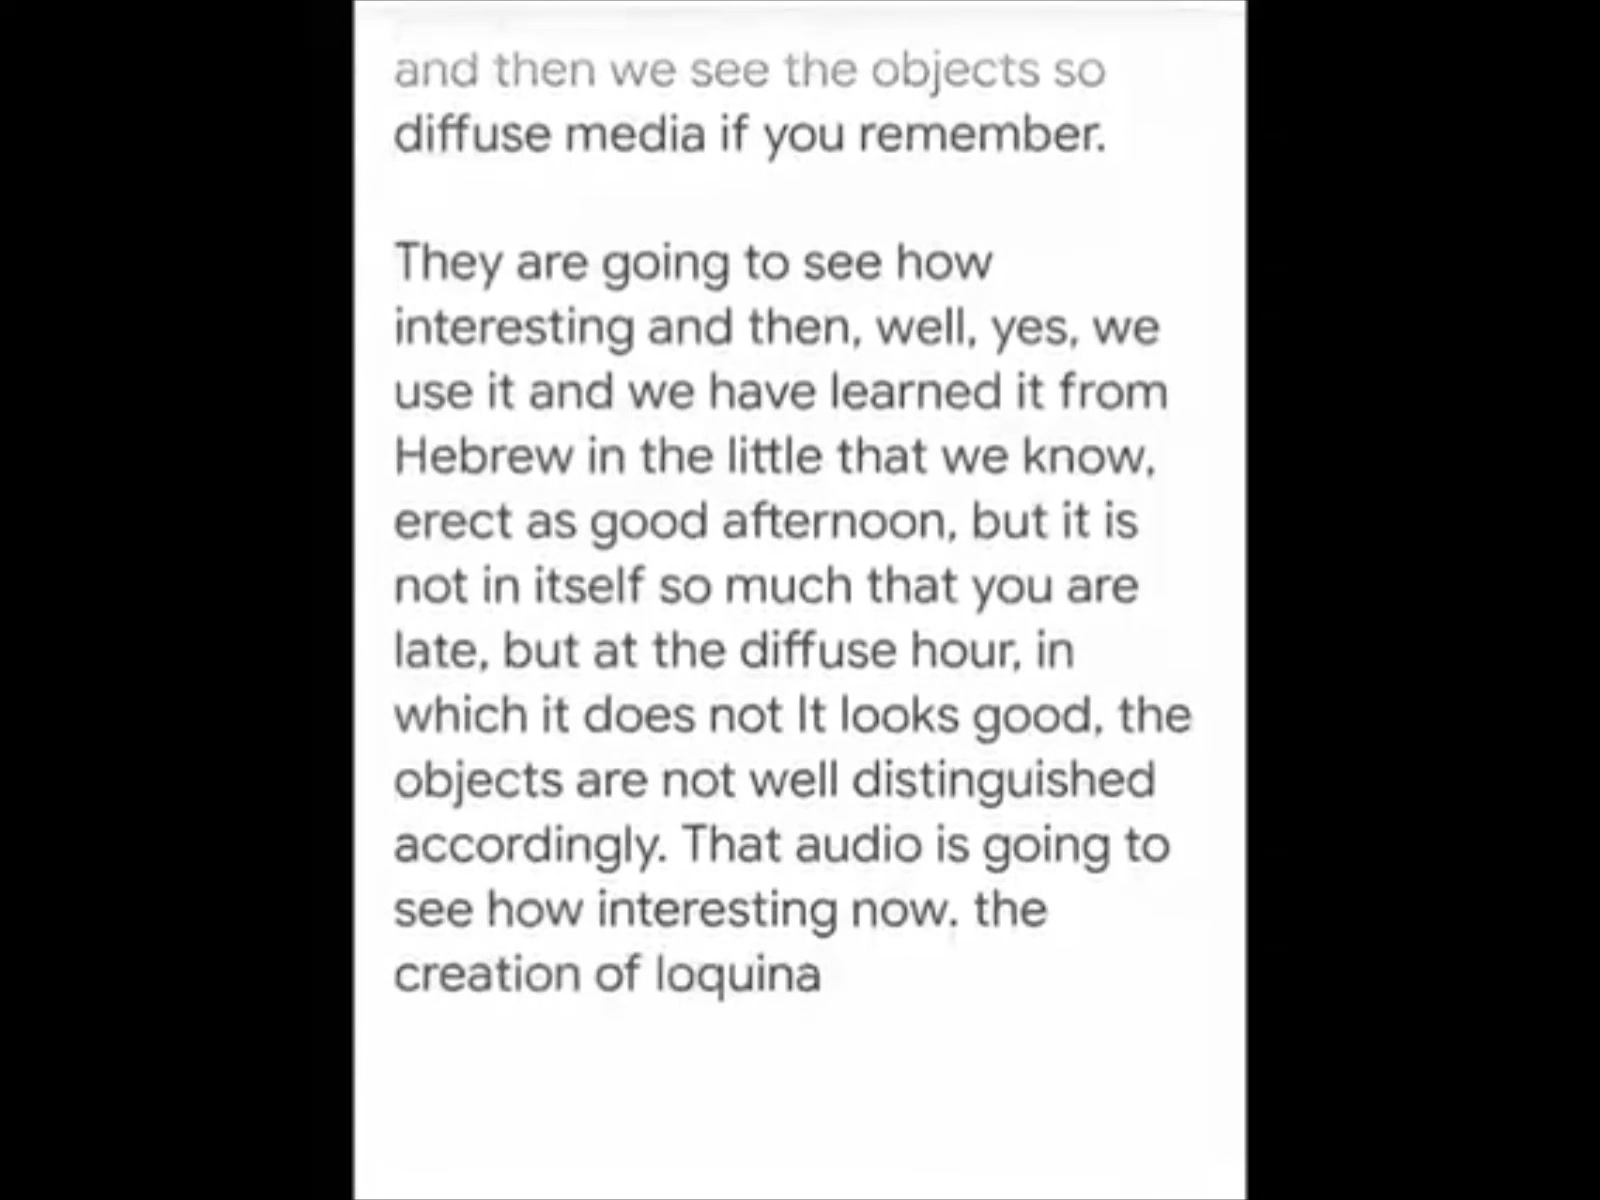 and then we see the objects so
diffuse media if you remember.
They are going to see how
interesting and then, well, yes, we
use it and we have learned it from
Hebrew in the little that we know,
erect as good afternoon, but it is
not in itself so much that you are
late, but at the diffuse hour, in
which it does not It looks good, the
objects are not well distinguished
accordingly. That audio is going to
see how interesting now. the
creation of loquina